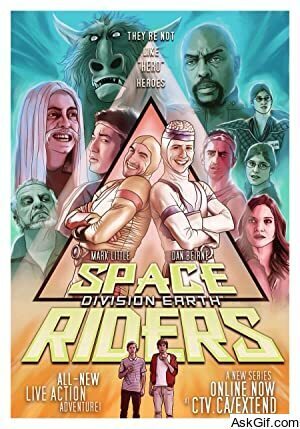 THEY'RE NOT
LIKE "HERO"
HEROES
MARK LITTLE
DAN BEIRNE
SPACE
DIVISION EARTH
RIDERS
ALL-NEW
LIVE ACTION
ADVENTURE!
A NEW SERIES
ONLINE NOW
AT CTV.CA/EXTEND
AskGif.com